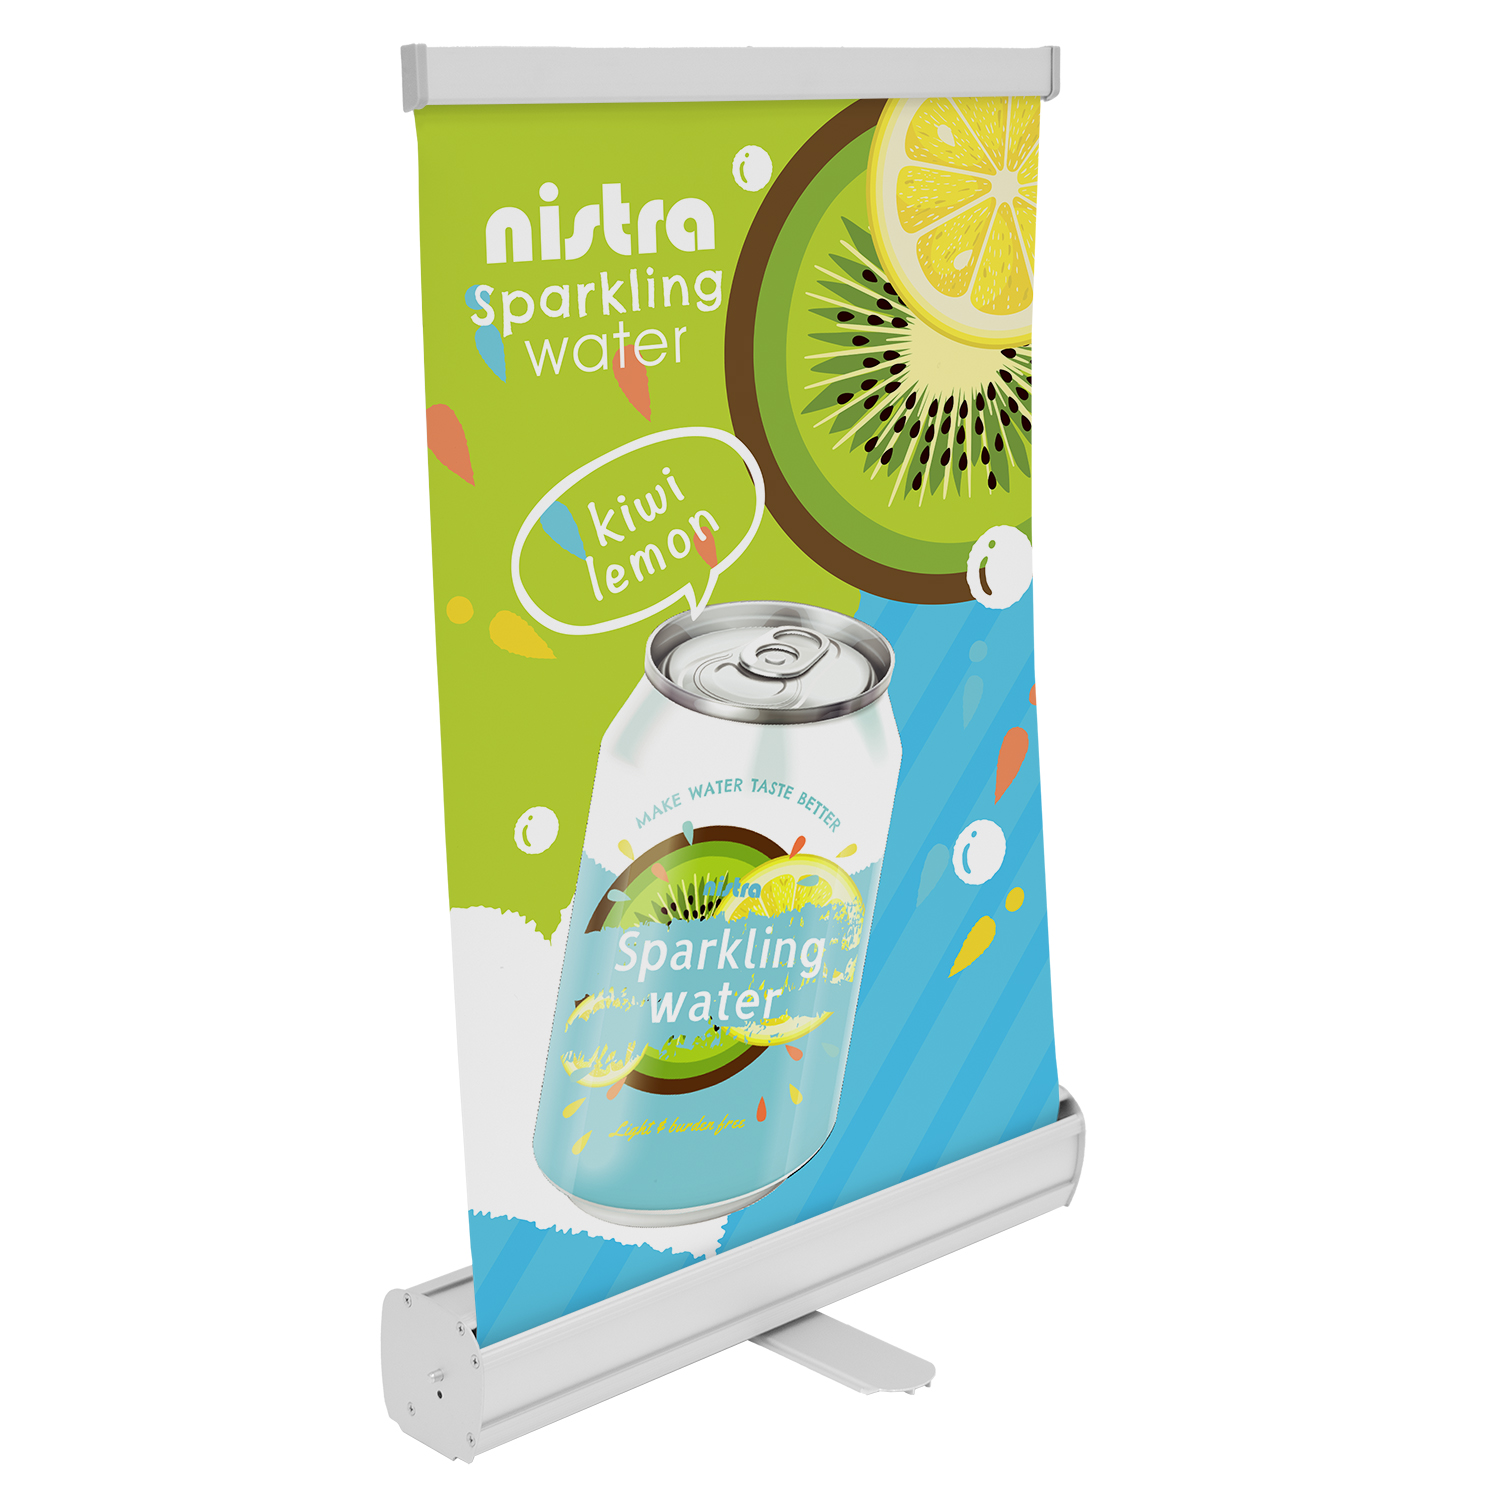 nistra
Sparkling
water
kiwi
lemon
MAKE WATER TASTE BETTER
nistra
Sparkling
water
Light & burden free